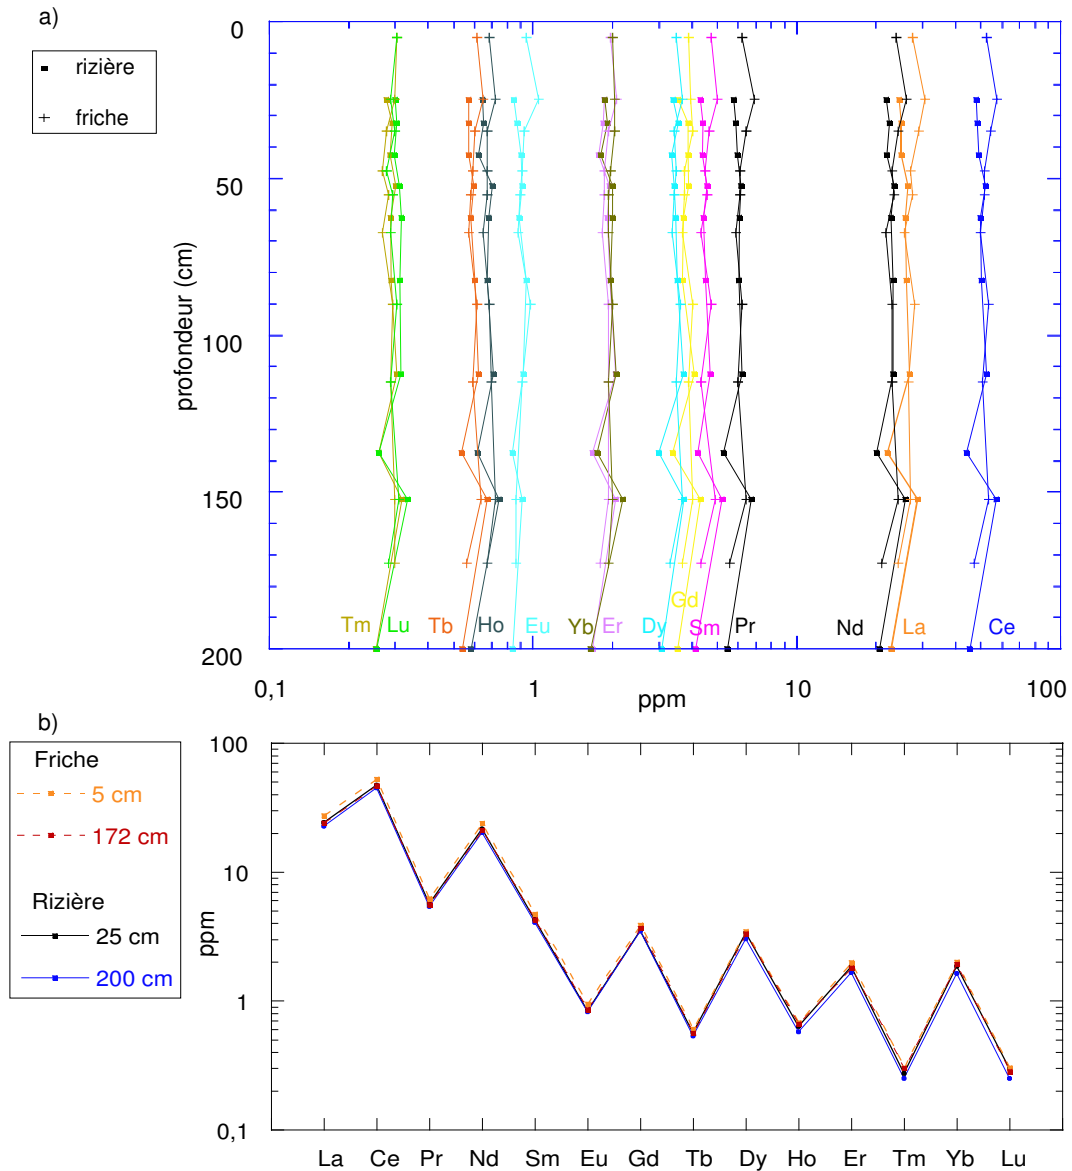 a)
rizière
friche
0
50
100
150
200
profondeur (cm)
Tm Lu Tb Ho Eu Yb Er Dy Gd Sm Pr Nd La Ce
0,1 1 10 100
ppm
b)
Friche
5 cm
172 cm
Rizière
25 cm
200 cm
100
10
1
0,1
ppm
La Ce Pr Nd Sm Eu Gd Tb Dy Ho Er Tm Yb Lu